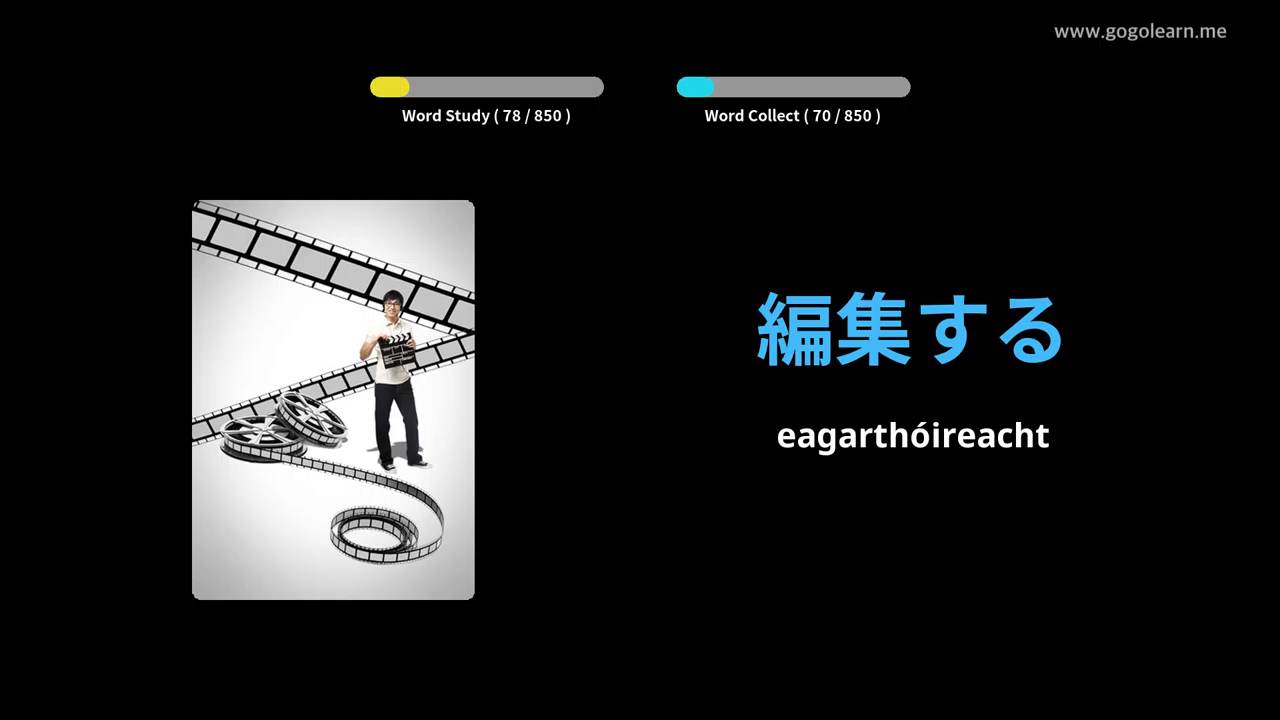 www.gogolearn.me
Word Study ( 78 / 850 )
Word Collect ( 70 / 850 )
編集する
eagarthóireacht